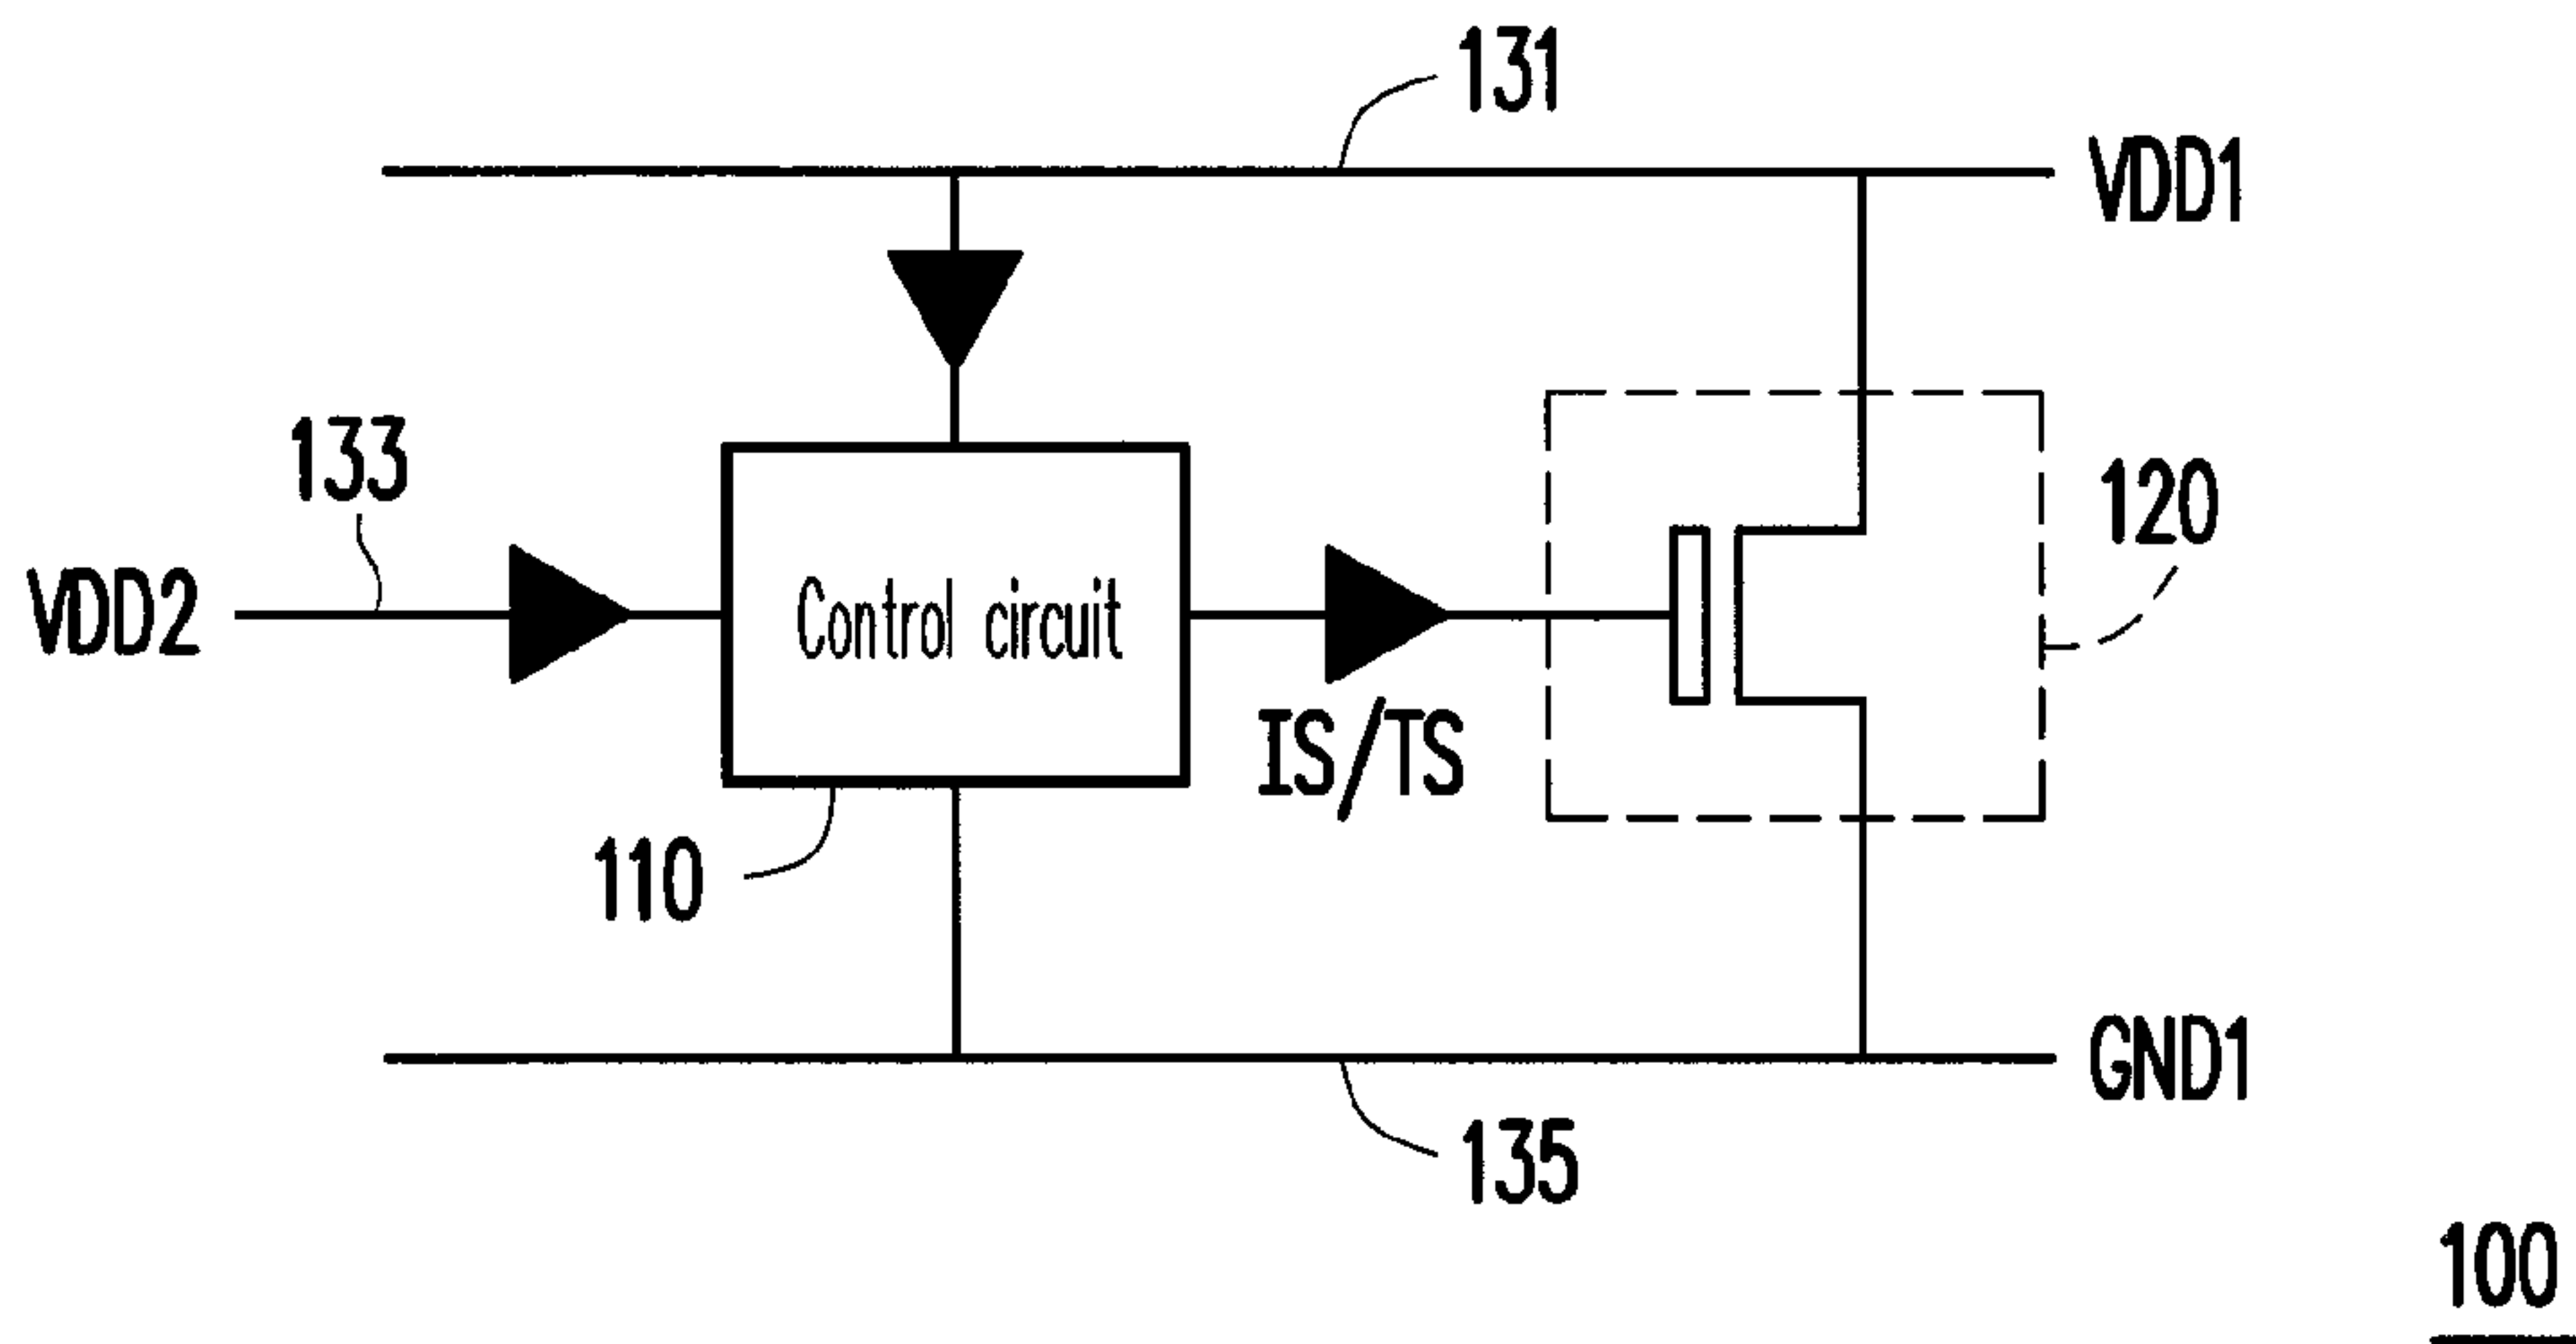 131
VDD1
133
120
VDD2
Control circuit
IS/TS
110
GND1
135
100